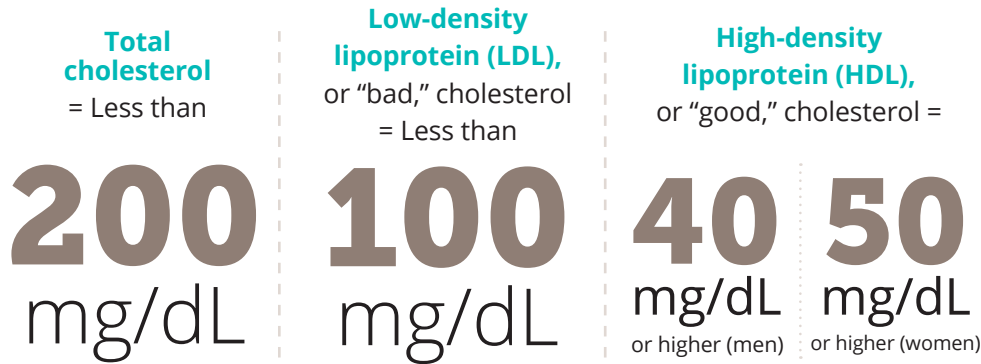 Total
cholesterol
= Less than
200
mg/dL
Low-density
lipoprotein (LDL),
or “bad,” cholesterol
= Less than
100
mg/dL
High-density
lipoprotein (HDL),
or “good,” cholesterol =
40
mg/dL
or higher (men)
50
mg/dL
or higher (women)